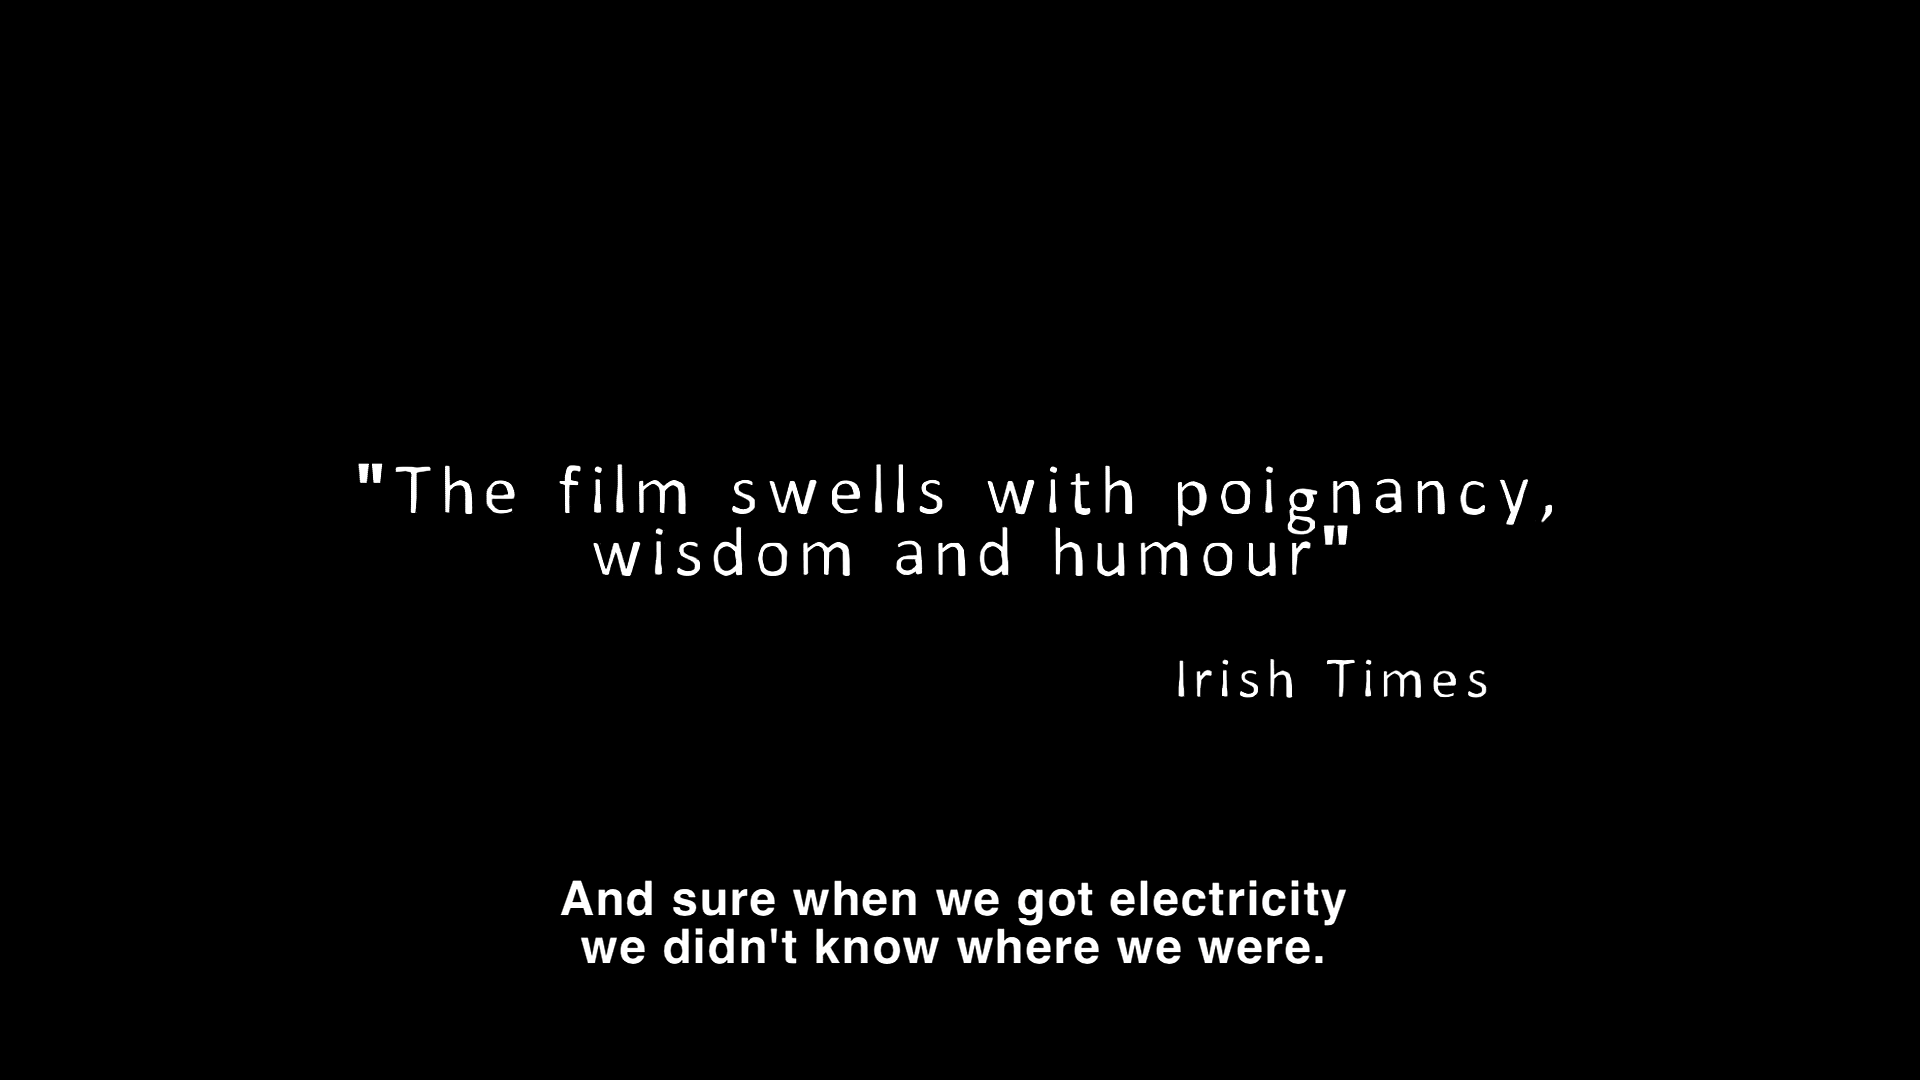 "The film swells with poignancy,
wisdom and humour"
Irish Times
And sure when we got electricity
we didn't know where we were.